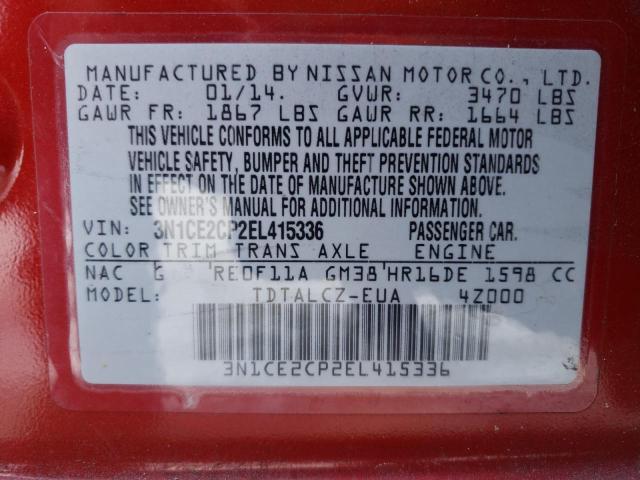 MANUFACTURED BY NISSAN MOTOR CO., LTD.
DATE: 01/14. GVWR: 3470 LBS
GAWR FR: 1867 LBS GAWR RR: 1664 LBS
THIS VEHICLE CONFORMS TO ALL APPLICABLE FEDERAL MOTOR
VEHICLE SAFETY, BUMPER AND THEFT PREVENTION STANDARDS
IN EFFECT ON THE DATE OF MANUFACTURE SHOWN ABOVE.
SEE OWNER'S MANUAL FOR ADDITIONAL INFORMATION.
VIN: 3N1CE2CP2EL415336 PASSENGER CAR.
COLOR TRIM TRANS AXLE ENGINE
NAC G RE0F11A GM38 HR16DE 1598 CC
MODEL: TDTALCZ-EUA 4Z000
3N1CE2CP2EL415336